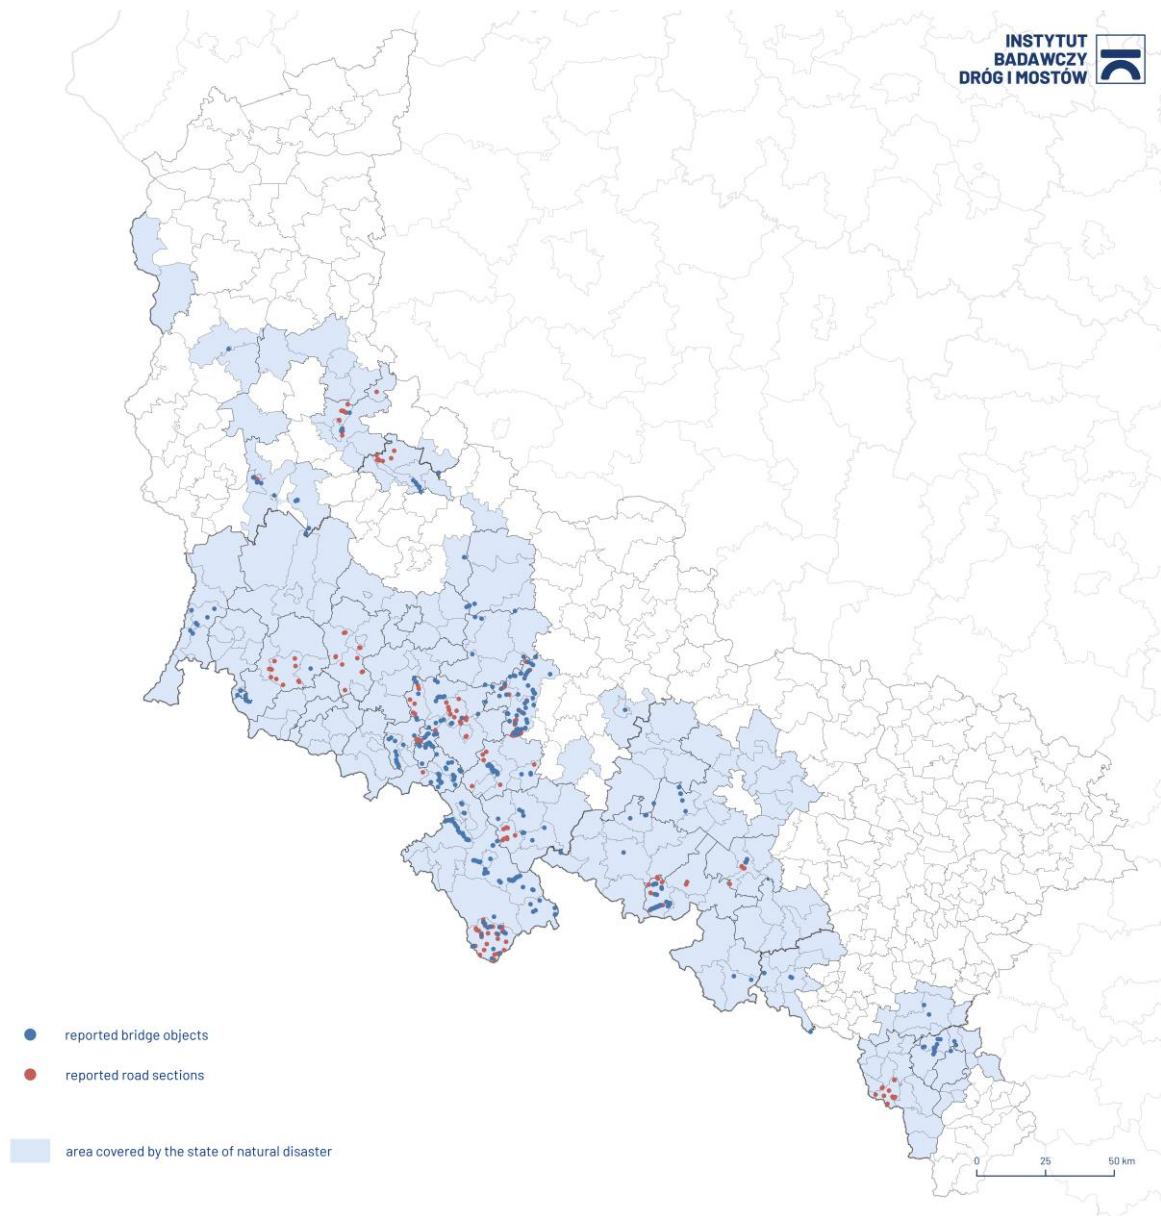 INSTYTUT
BADAWCZY
DRÓG I MOSTÓW
reported bridge objects
reported road sections
area covered by the state of natural disaster
0 25 50 km